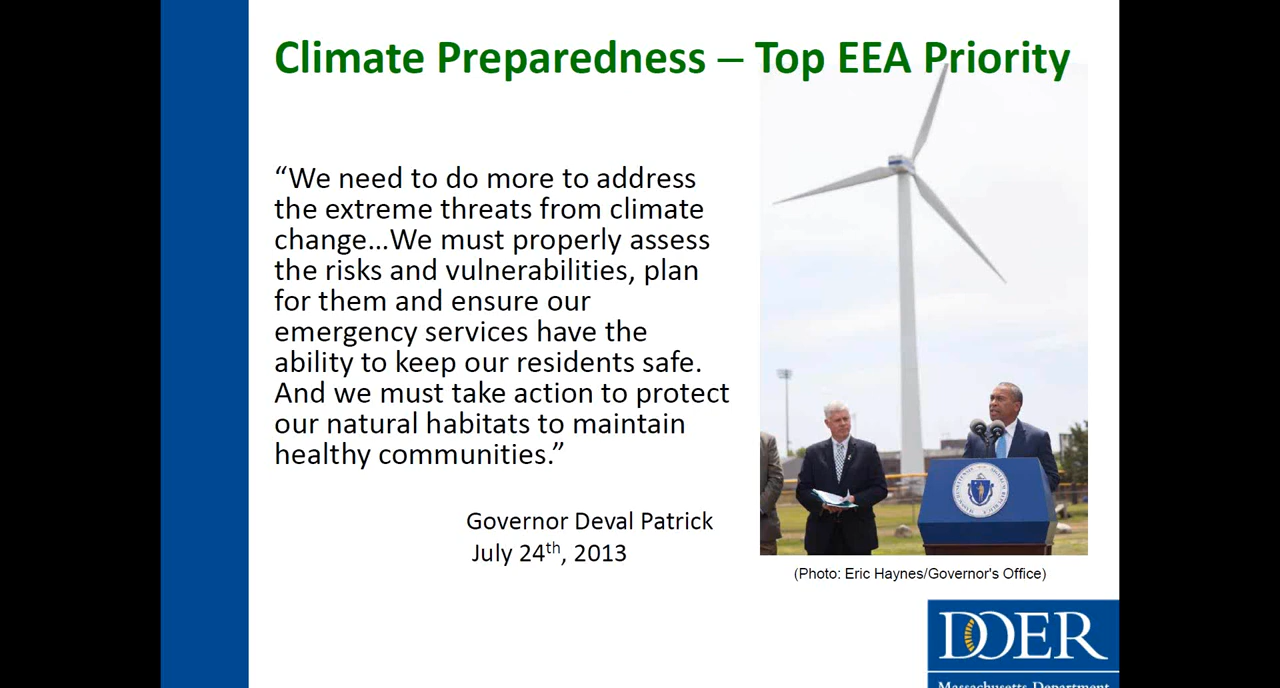 Climate Preparedness – Top EEA Priority
“We need to do more to address
the extreme threats from climate
change…We must properly assess
the risks and vulnerabilities, plan
for them and ensure our
emergency services have the
ability to keep our residents safe.
And we must take action to protect
our natural habitats to maintain
healthy communities.”
Governor Deval Patrick
July 24th, 2013
(Photo: Eric Haynes/Governor's Office)
DOER
Massachusetts Department